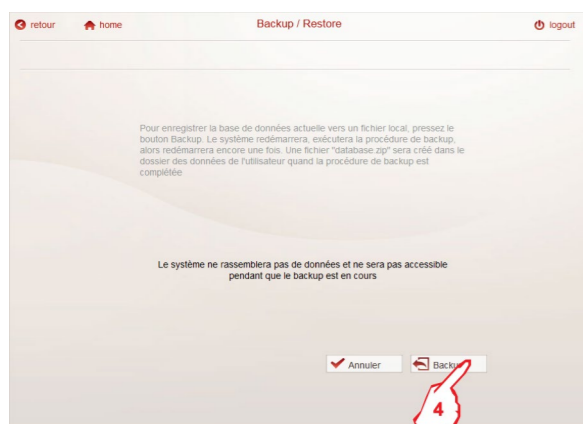 retour home Backup / Restore logout
Pour enregistrer la base de données actuelle vers un fichier local, pressez le
bouton Backup. Le système redémarrera, exécutera la procédure de backup,
alors redémarrera encore une fois. Une fichier "database.zip" sera créé dans le
dossier des données de l'utilisateur quand la procédure de backup est
complétée
Le système ne rassemblera pas de données et ne sera pas accessible
pendant que le backup est en cours
Annuler Backup
4